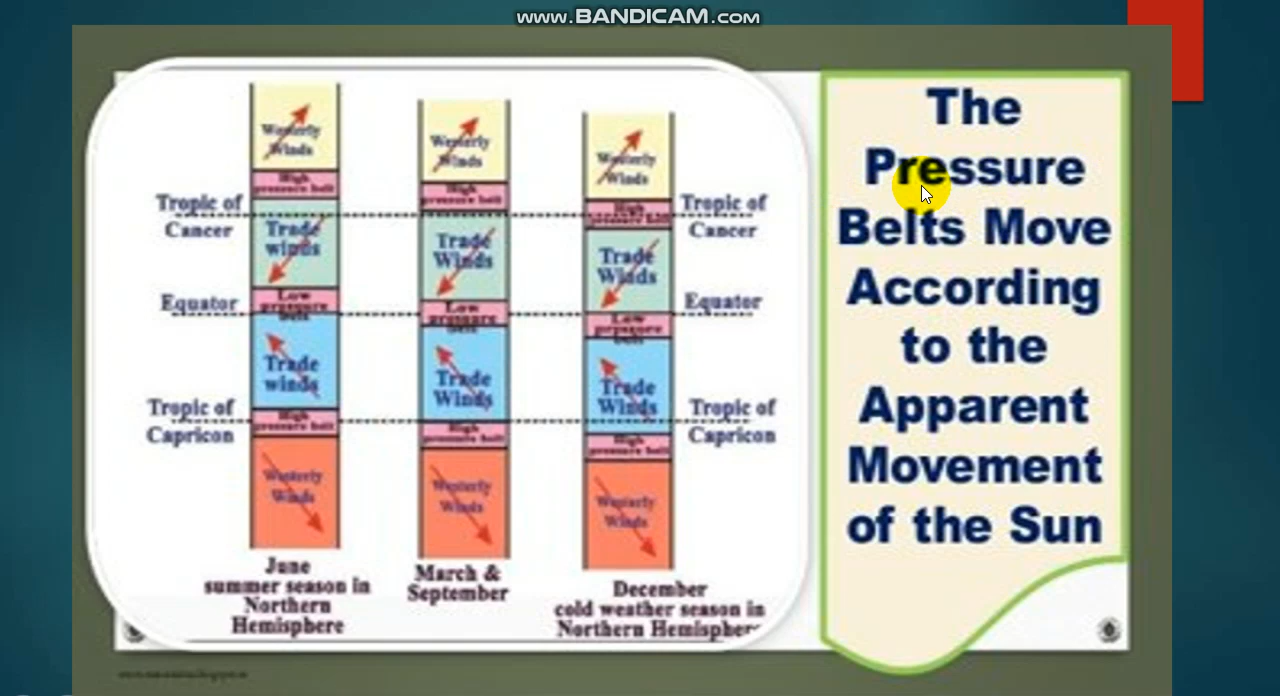 www.BANDICAM.com
Westerly
Winds
High
pressure belt
Trade
winds
Low
pressure
belt
Trade
winds
High
pressure belt
Westerly
Winds
June
summer season in
Northern
Hemisphere
Westerly
Winds
High
pressure belt
Trade
Winds
Low
pressure
belt
Trade
Winds
High
pressure belt
Westerly
Winds
March &
September
Westerly
Winds
High
pressure belt
Trade
Winds
Low
pressure
belt
Trade
Winds
High
pressure belt
Westerly
Winds
December
cold weather season in
Northern Hemisphere
Tropic of
Cancer
Equator
Tropic of
Capricon
Tropic of
Cancer
Equator
Tropic of
Capricon
The
Pressure
Belts Move
According
to the
Apparent
Movement
of the Sun